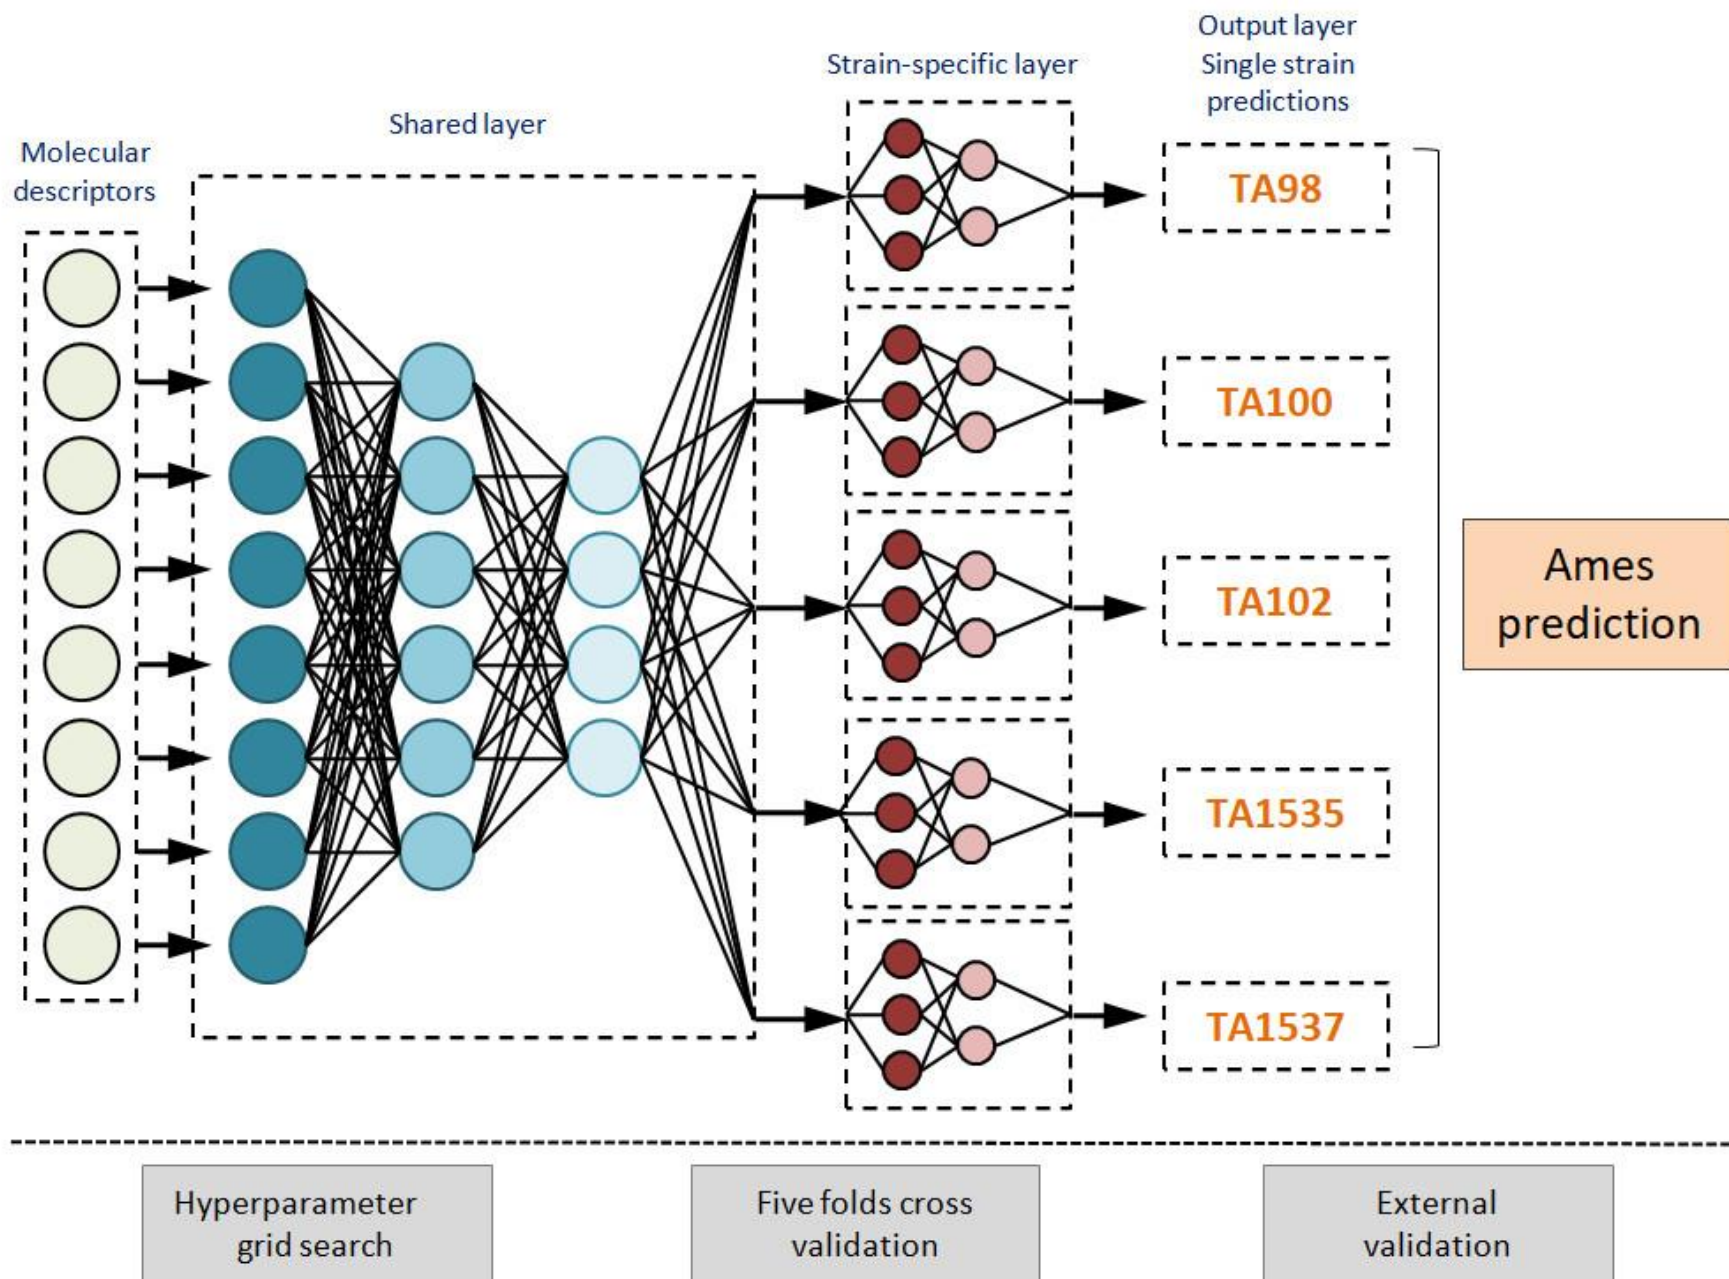 Molecular
descriptors
Shared layer
Strain-specific layer
Output layer
Single strain
predictions
TA98
TA100
TA102
TA1535
TA1537
Ames
prediction
Hyperparameter
grid search
Five folds cross
validation
External
validation